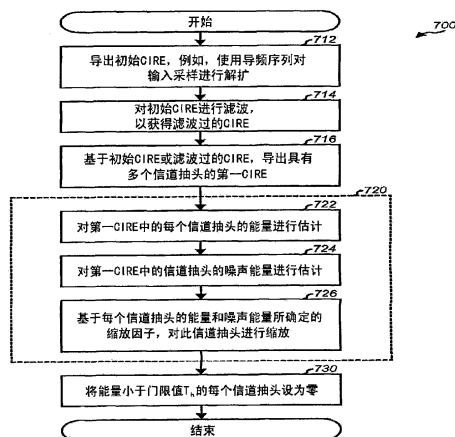 开始
700
712
导出初始CIRE，例如，使用导频序列对
输入采样进行解扩
714
对初始CIRE进行滤波，
以获得滤波过的CIRE
716
基于初始CIRE或滤波过的CIRE，导出具有
多个信道抽头的第一CIRE
720
722
对第一CIRE中的每个信道抽头的能量进行估计
724
对第一CIRE中的信道抽头的噪声能量进行估计
726
基于每个信道抽头的能量和噪声能量所确定的
缩放因子，对此信道抽头进行缩放
730
将能量小于门限值Th的每个信道抽头设为零
结束